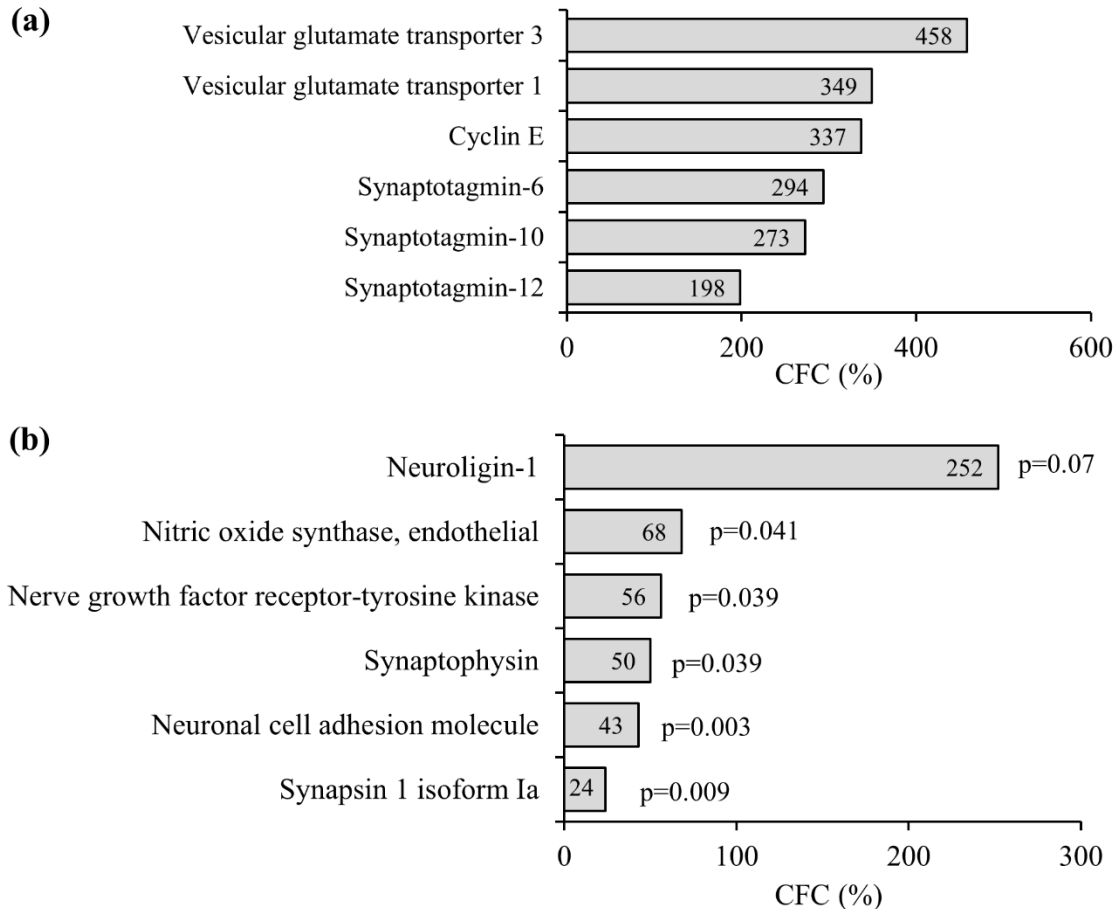 (a)
Vesicular glutamate transporter 3 458
Vesicular glutamate transporter 1 349
Cyclin E 337
Synaptotagmin-6 294
Synaptotagmin-10 273
Synaptotagmin-12 198
0 200 400 600
CFC (%)
(b)
Neuroligin-1 252 p=0.07
Nitric oxide synthase, endothelial 68 p=0.041
Nerve growth factor receptor-tyrosine kinase 56 p=0.039
Synaptophysin 50 p=0.039
Neuronal cell adhesion molecule 43 p=0.003
Synapsin 1 isoform Ia 24 p=0.009
0 100 200 300
CFC (%)